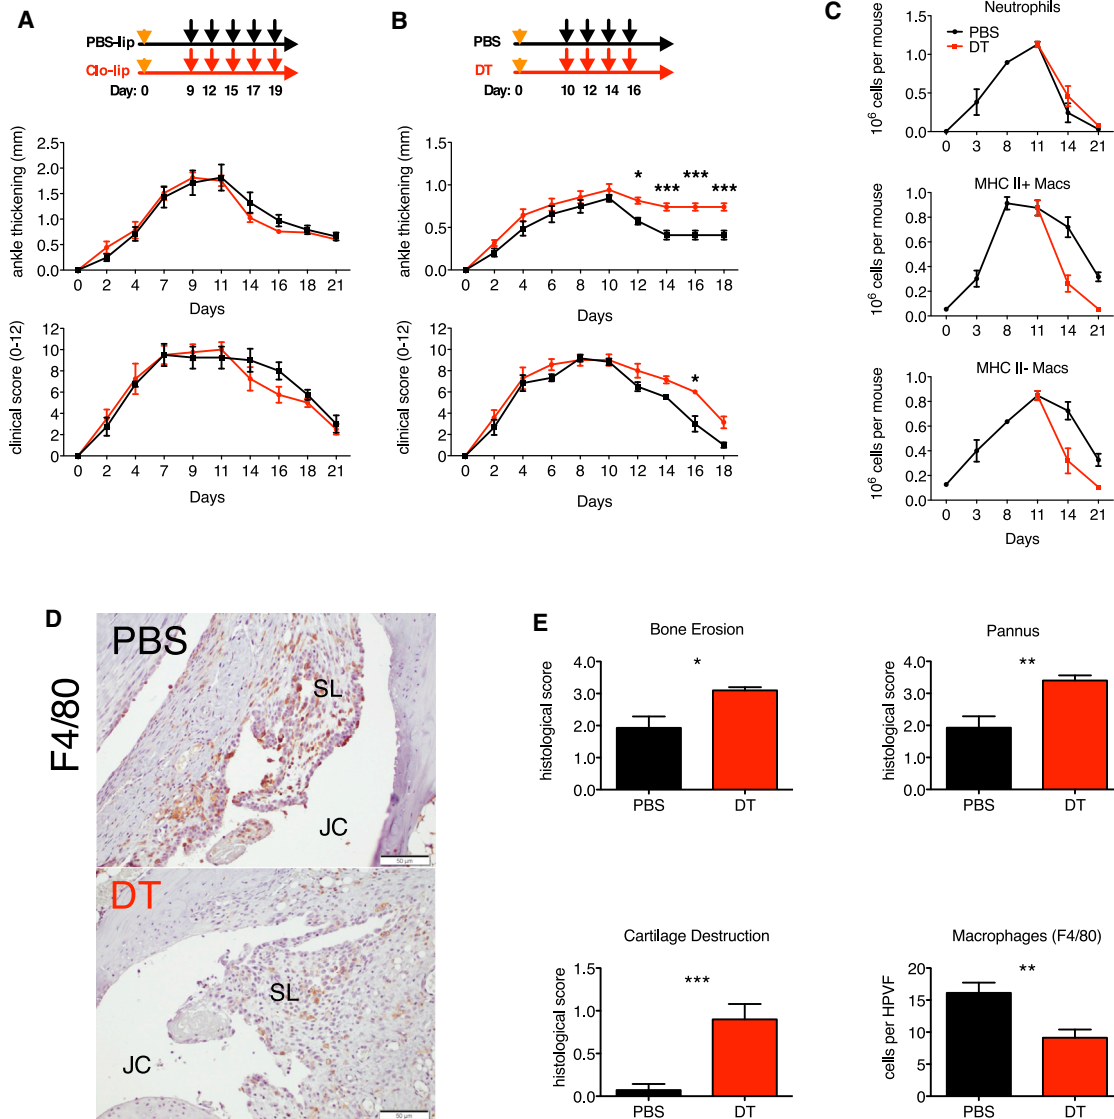 A
PBS-lip
Clo-lip
Day: 0 9 12 15 17 19
ankle thickening (mm)
2.5
2.0
1.5
1.0
0.5
0.0
0 2 4 7 9 11 14 16 18 21
Days
clinical score (0-12)
12
10
8
6
4
2
0
0 2 4 7 9 11 14 16 18 21
Days
B
PBS
DT
Day: 0 10 12 14 16
ankle thickening (mm)
1.5
1.0
0.5
0.0
* *** *** ***
0 2 4 6 8 10 12 14 16 18
Days
clinical score (0-12)
12
10
8
6
4
2
0
*
0 2 4 6 8 10 12 14 16 18
Days
C
Neutrophils
PBS
DT
10⁶ cells per mouse
1.5
1.0
0.5
0.0
0 3 8 11 14 21
MHC II+ Macs
10⁶ cells per mouse
1.0
0.8
0.6
0.4
0.2
0.0
0 3 8 11 14 21
MHC II- Macs
10⁶ cells per mouse
1.0
0.8
0.6
0.4
0.2
0.0
0 3 8 11 14 21
Days
D
F4/80
PBS
SL
JC
50 µm
DT
SL
JC
50 µm
E
Bone Erosion
histological score
4.0
3.0
2.0
1.0
0.0
*
PBS DT
Pannus
histological score
4.0
3.0
2.0
1.0
0.0
**
PBS DT
Cartilage Destruction
histological score
1.5
1.0
0.5
0.0
***
PBS DT
Macrophages (F4/80)
cells per HPVF
20
15
10
5
0
**
PBS DT